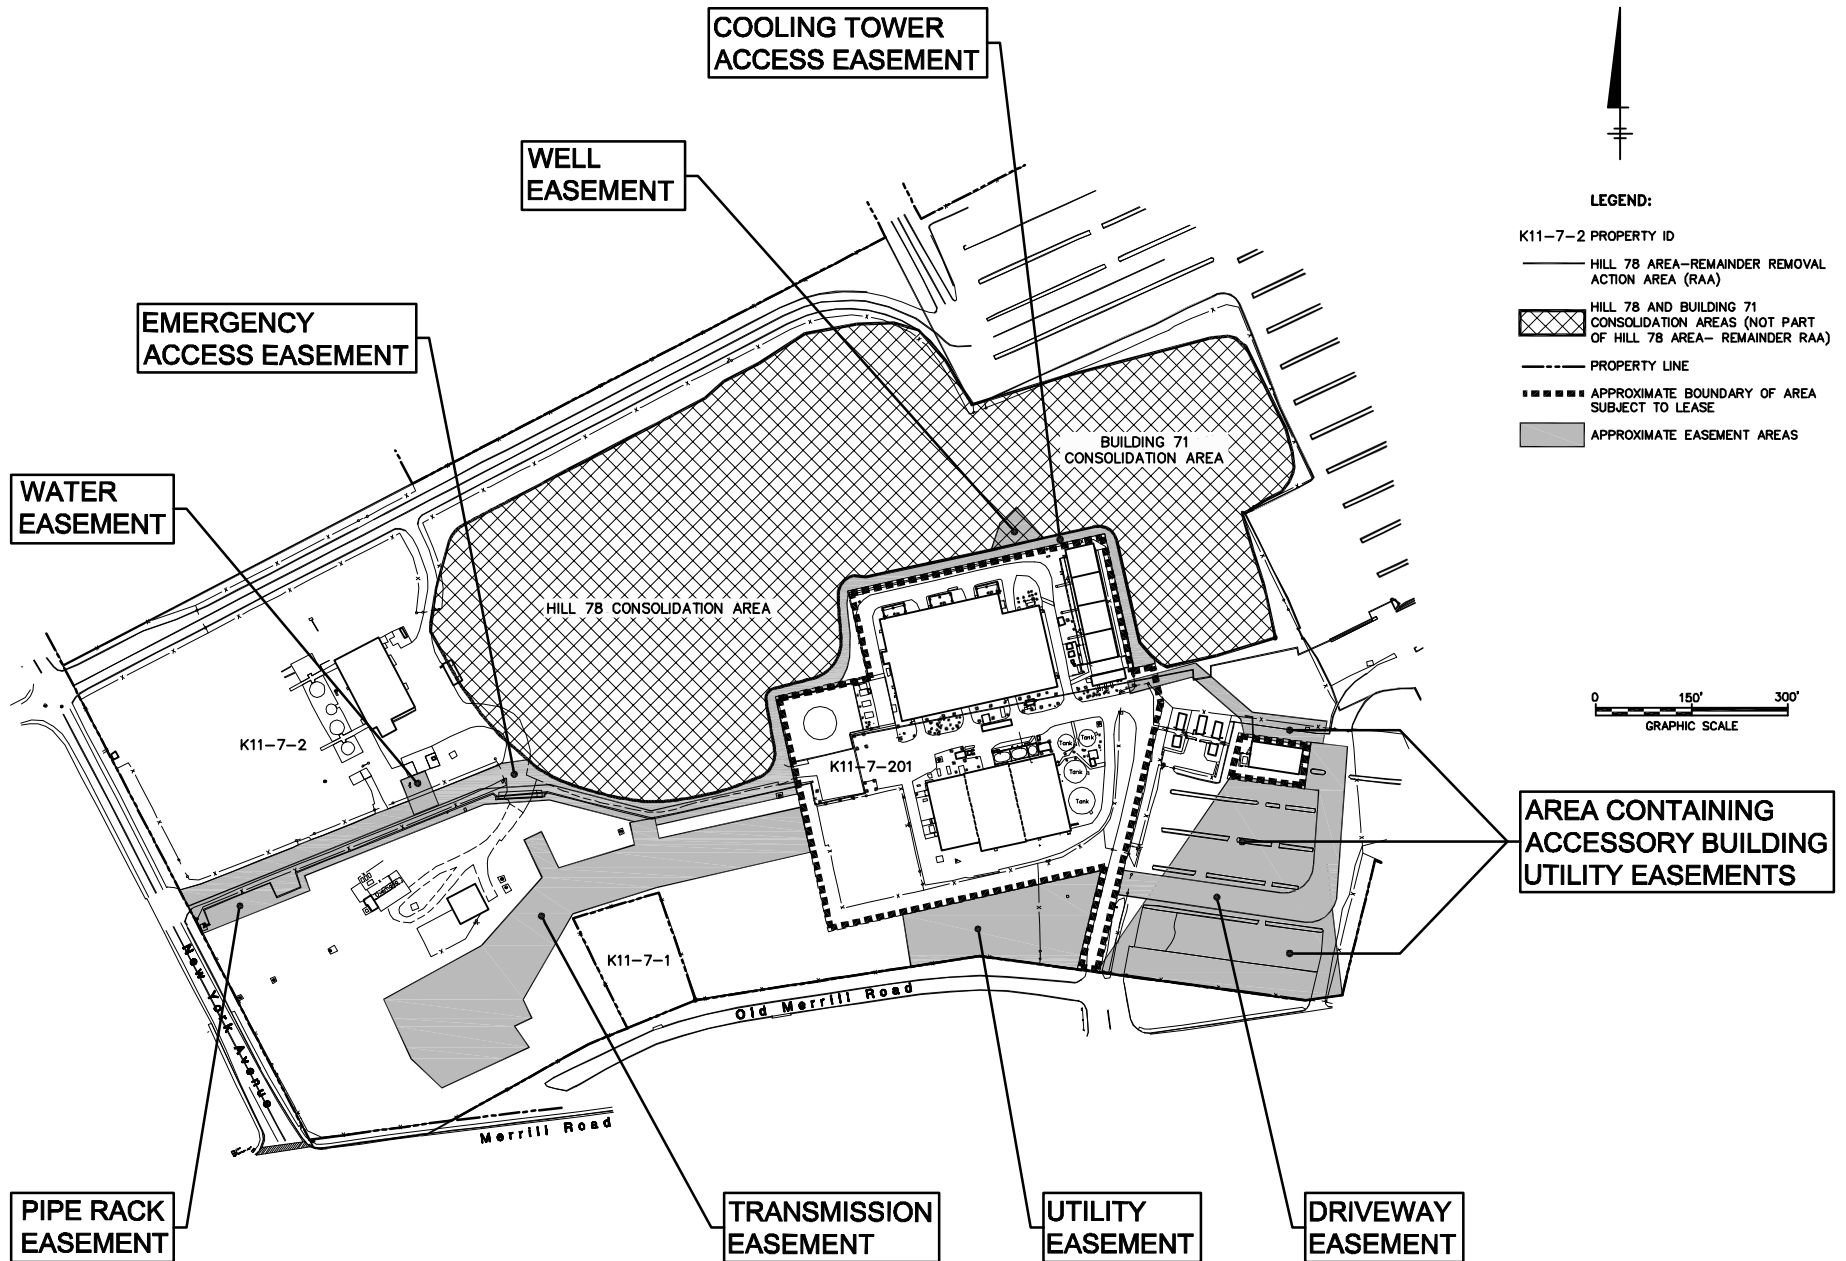 COOLING TOWER
ACCESS EASEMENT
WELL
EASEMENT
EMERGENCY
ACCESS EASEMENT
WATER
EASEMENT
LEGEND:
K11-7-2 PROPERTY ID
HILL 78 AREA-REMAINDER REMOVAL
ACTION AREA (RAA)
HILL 78 AND BUILDING 71
CONSOLIDATION AREAS (NOT PART
OF HILL 78 AREA- REMAINDER RAA)
PROPERTY LINE
APPROXIMATE BOUNDARY OF AREA
SUBJECT TO LEASE
APPROXIMATE EASEMENT AREAS
BUILDING 71
CONSOLIDATION AREA
HILL 78 CONSOLIDATION AREA
0 150' 300'
GRAPHIC SCALE
K11-7-2
K11-7-201
Tank
Tank
Tank
Tank
K11-7-1
AREA CONTAINING
ACCESSORY BUILDING
UTILITY EASEMENTS
New York Avenue
Old Merrill Road
Merrill Road
PIPE RACK
EASEMENT
TRANSMISSION
EASEMENT
UTILITY
EASEMENT
DRIVEWAY
EASEMENT